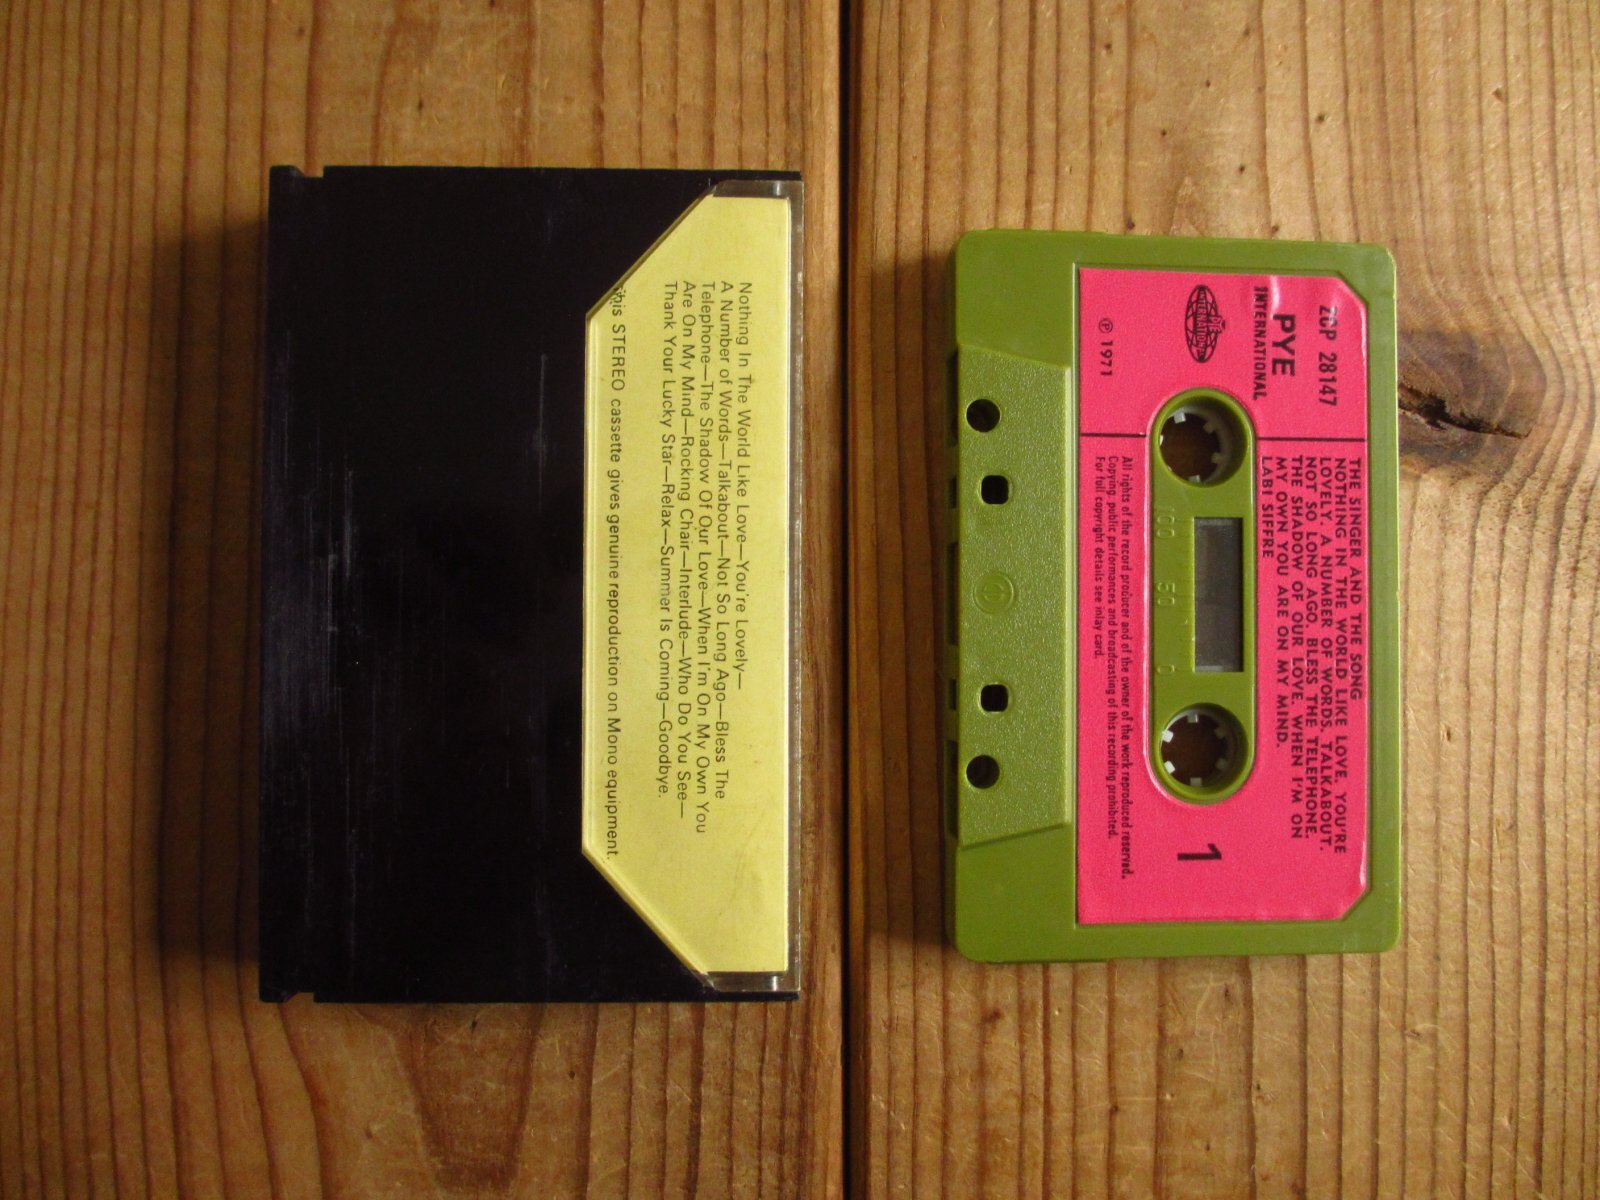 Nothing In The World Like Love—You're Lovely—
A Number of Words—Talkabout—Not So Long Ago—Bless The
Telephone—The Shadow Of Our Love—When I'm On My Own You
Are On My Mind—Rocking Chair—Interlude—Who Do You See—
Thank Your Lucky Star—Relax—Summer Is Coming—Goodbye.
This STEREO cassette gives genuine reproduction on Mono equipment.
ZCP 28147
PYE
INTERNATIONAL
PYE
INTERNATIONAL
℗ 1971
THE SINGER AND THE SONG
NOTHING IN THE WORLD LIKE LOVE. YOU'RE
LOVELY. A NUMBER OF WORDS. TALKABOUT.
NOT SO LONG AGO. BLESS THE TELEPHONE.
THE SHADOW OF OUR LOVE. WHEN I'M ON
MY OWN YOU ARE ON MY MIND.
LABI SIFFRE
1
100 50 0
All rights of the record producer and of the owner of the work reproduced reserved.
Copying, public performances and broadcasting of this recording prohibited.
For full copyright details see inlay card.